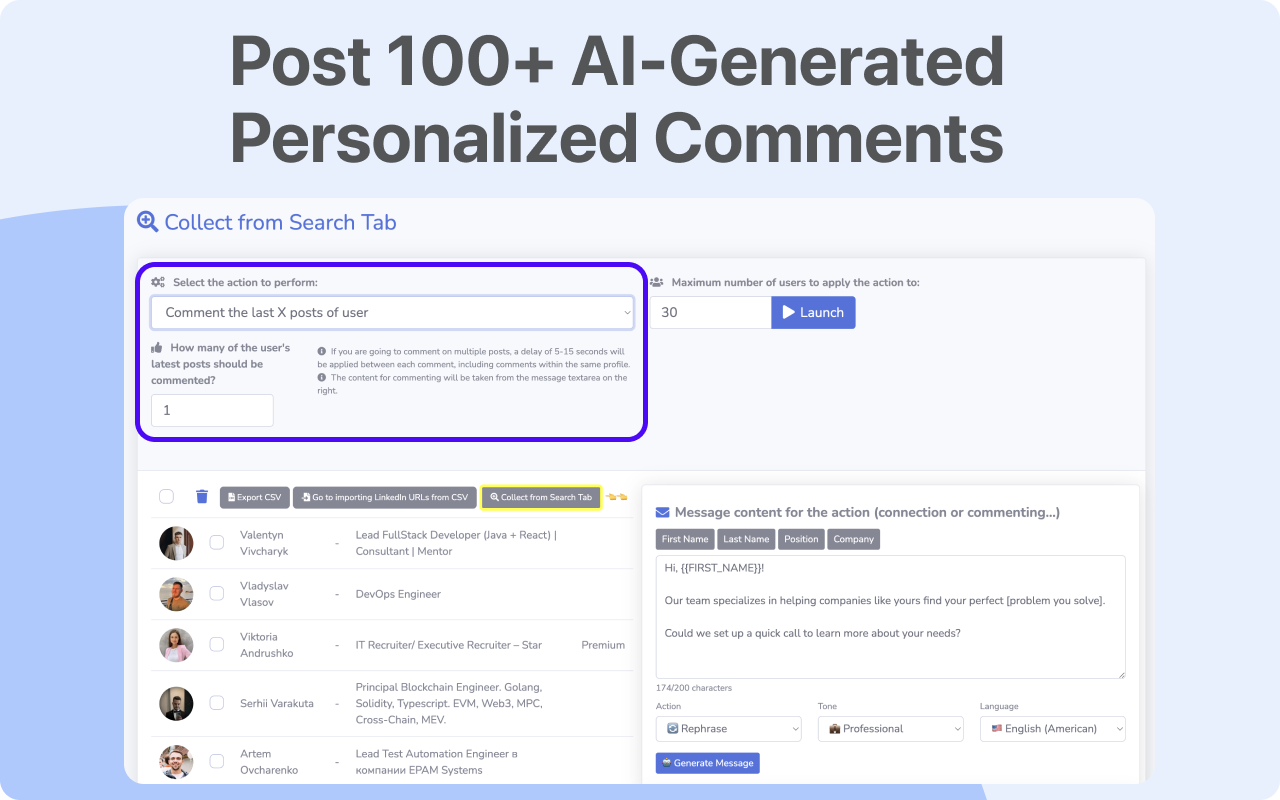 Post 100+ AI-Generated
Personalized Comments
Collect from Search Tab
Select the action to perform:
Comment the last X posts of user
How many of the user's
latest posts should be
commented?
1
If you are going to comment on multiple posts, a delay of 5-15 seconds will
be applied between each comment, including comments within the same profile.
The content for commenting will be taken from the message textarea on the
right.
Maximum number of users to apply the action to:
30
Launch
Export CSV
Go to importing LinkedIn URLs from CSV
Collect from Search Tab
Valentyn
Vivcharyk
-
Lead FullStack Developer (Java + React) |
Consultant | Mentor
Vladyslav
Vlasov
-
DevOps Engineer
Viktoria
Andrushko
-
IT Recruiter/ Executive Recruiter – Star
Premium
Serhii Varakuta
-
Principal Blockchain Engineer. Golang,
Solidity, Typescript. EVM, Web3, MPC,
Cross-Chain, MEV.
Artem
Ovcharenko
-
Lead Test Automation Engineer в
компании EPAM Systems
Message content for the action (connection or commenting...)
First Name
Last Name
Position
Company
Hi, {{FIRST_NAME}}!
Our team specializes in helping companies like yours find your perfect [problem you solve].
Could we set up a quick call to learn more about your needs?
174/200 characters
Action
Tone
Language
Rephrase
Professional
English (American)
Generate Message